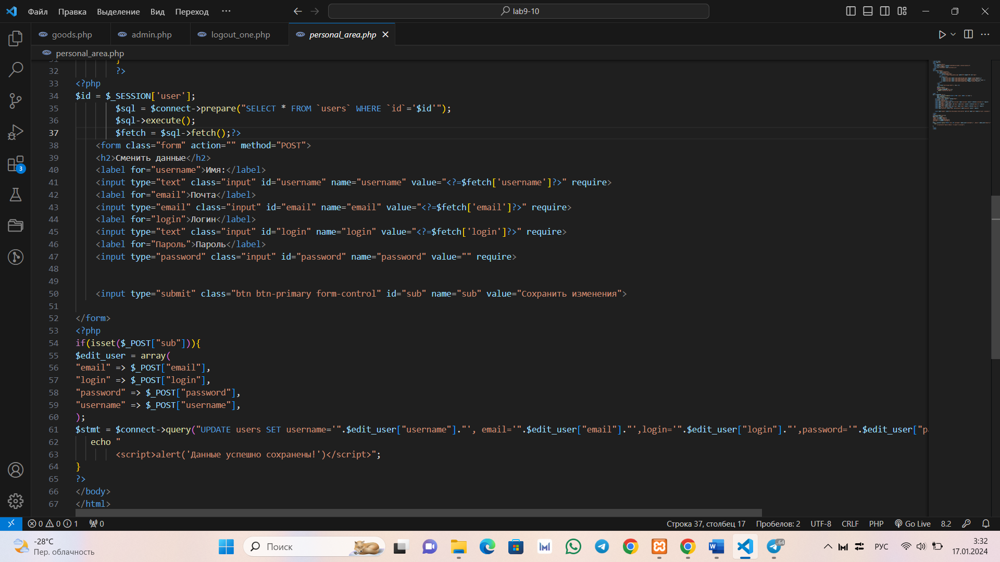 Файл Правка Выделение Вид Переход ··· lab9-10
goods.php admin.php logout_one.php personal_area.php
personal_area.php
31 }
32 ?>
33 <?php
34 $id = $_SESSION['user'];
35 $sql = $connect->prepare("SELECT * FROM `users` WHERE `id`='$id'");
36 $sql->execute();
37 $fetch = $sql->fetch();?>
38 <form class="form" action="" method="POST">
39 <h2>Сменить данные</h2>
40 <label for="username">Имя:</label>
41 <input type="text" class="input" id="username" name="username" value="<?=$fetch['username']?>" require>
42 <label for="email">Почта</label>
43 <input type="email" class="input" id="email" name="email" value="<?=$fetch['email']?>" require>
44 <label for="login">Логин</label>
45 <input type="text" class="input" id="login" name="login" value="<?=$fetch['login']?>" require>
46 <label for="Пароль">Пароль</label>
47 <input type="password" class="input" id="password" name="password" value="" require>
48
49
50 <input type="submit" class="btn btn-primary form-control" id="sub" name="sub" value="Сохранить изменения">
51
52 </form>
53 <?php
54 if(isset($_POST["sub"])){
55 $edit_user = array(
56 "email" => $_POST["email"],
57 "login" => $_POST["login"],
58 "password" => $_POST["password"],
59 "username" => $_POST["username"],
60 );
61 $stmt = $connect->query("UPDATE users SET username='".$edit_user["username"]."', email='".$edit_user["email"]."',login='".$edit_user["login"]."',password='".$edit_user["pa
62 echo "
63 <script>alert('Данные успешно сохранены!')</script>";
64 }
65 ?>
66 </body>
67 </html>
3
0 0 1 0 Строка 37, столбец 17 Пробелов: 2 UTF-8 CRLF PHP Go Live 8.2
-28°C
Пер. облачность
Поиск
..64
РУС
3:32
17.01.2024